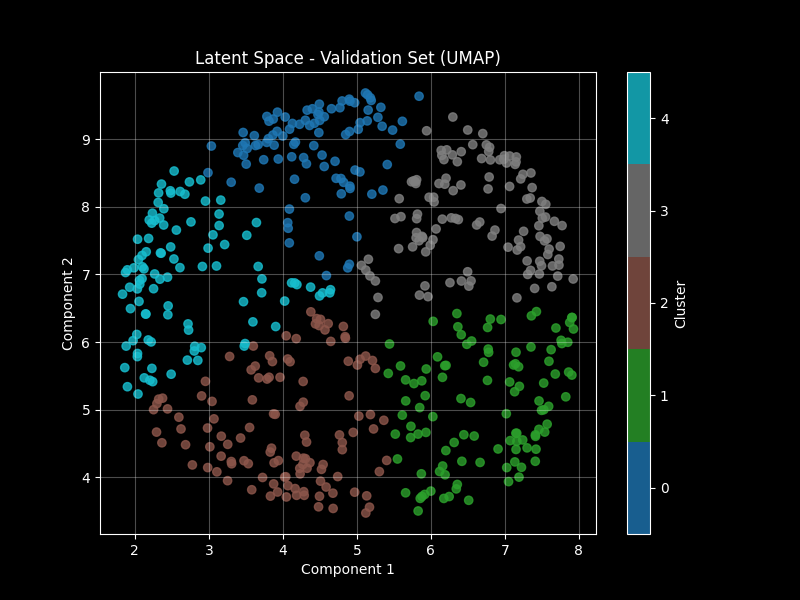 Latent Space - Validation Set (UMAP)
9
8
7
6
5
4
Component 2
2 3 4 5 6 7 8
Component 1
4
3
2
1
0
Cluster